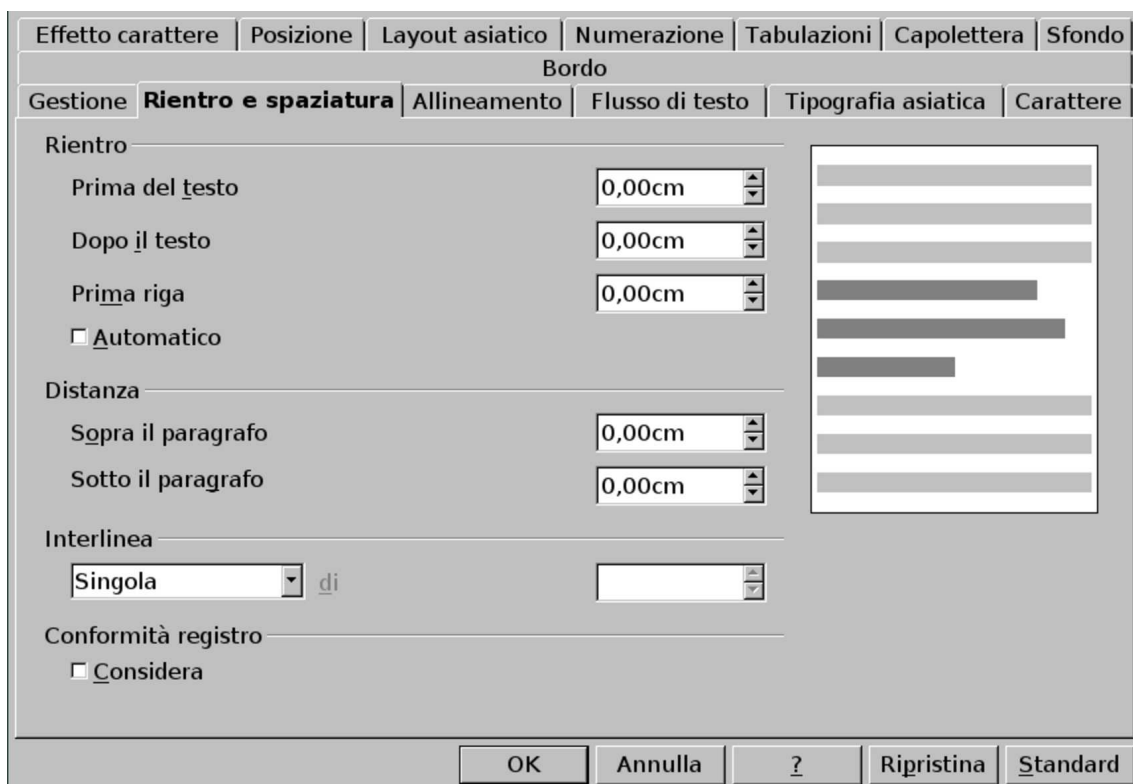 Effetto carattere Posizione Layout asiatico Numerazione Tabulazioni Capolettera Sfondo
Bordo
Gestione Rientro e spaziatura Allineamento Flusso di testo Tipografia asiatica Carattere
Rientro
Prima del testo 0,00cm
Dopo il testo 0,00cm
Prima riga 0,00cm
Automatico
Distanza
Sopra il paragrafo 0,00cm
Sotto il paragrafo 0,00cm
Interlinea
Singola di
Conformità registro
Considera
OK Annulla ? Ripristina Standard